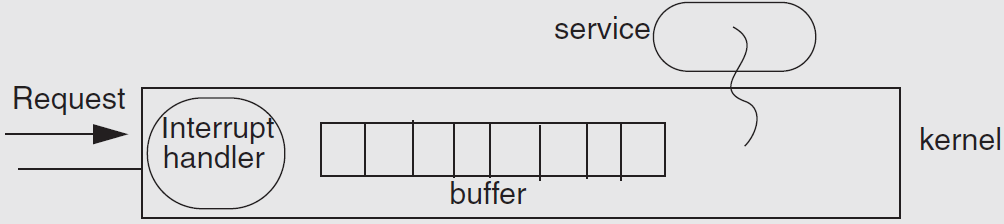 service
Request
Interrupt
handler
kernel
buffer